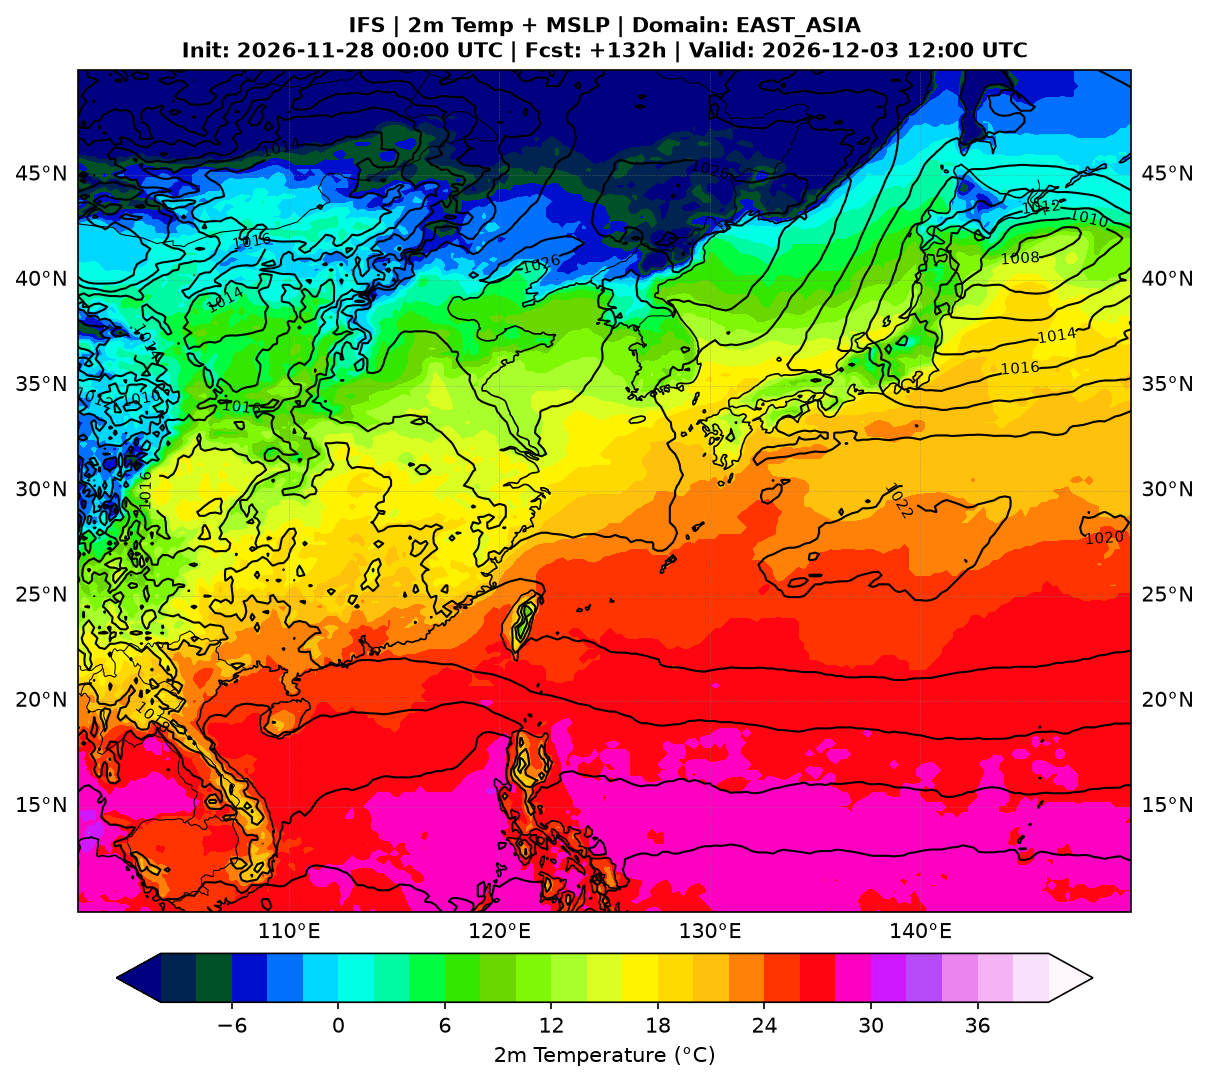 IFS | 2m Temp + MSLP | Domain: EAST_ASIA
Init: 2026-11-28 00:00 UTC | Fcst: +132h | Valid: 2026-12-03 12:00 UTC
45°N
40°N
35°N
30°N
25°N
20°N
15°N
45°N
40°N
35°N
30°N
25°N
20°N
15°N
1016
1014
1026
1016
1016
1012
1010
1008
1014
1016
1022
1020
110°E
120°E
130°E
140°E
−6
0
6
12
18
24
30
36
2m Temperature (°C)